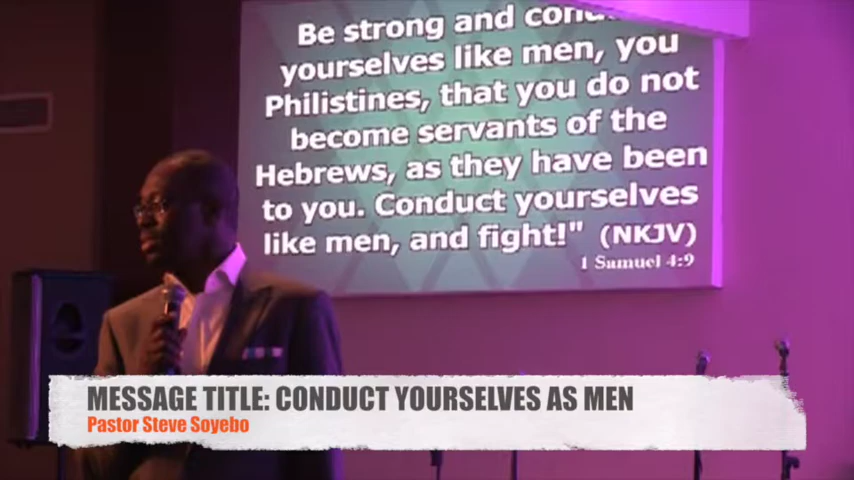 Be strong and
yourselves like men, you
Philistines, that you do not
become servants of the
Hebrews, as they have been
to you. Conduct yourselves
like men, and fight!" (NKJV)
1 Samuel 4:9
MESSAGE TITLE: CONDUCT YOURSELVES AS MEN
Pastor Steve Soyebo